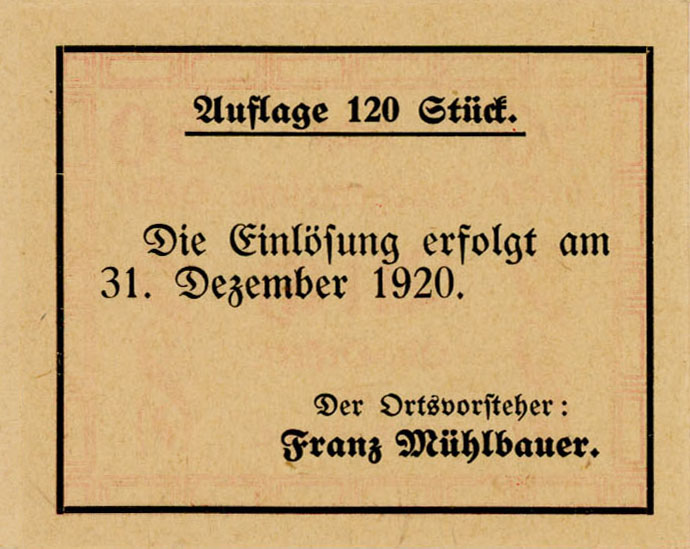 Auflage 120 Stück.
Die Einlöſung erfolgt am
31. Dezember 1920.
Der Ortsvorſteher:
Franz Mühlbauer.